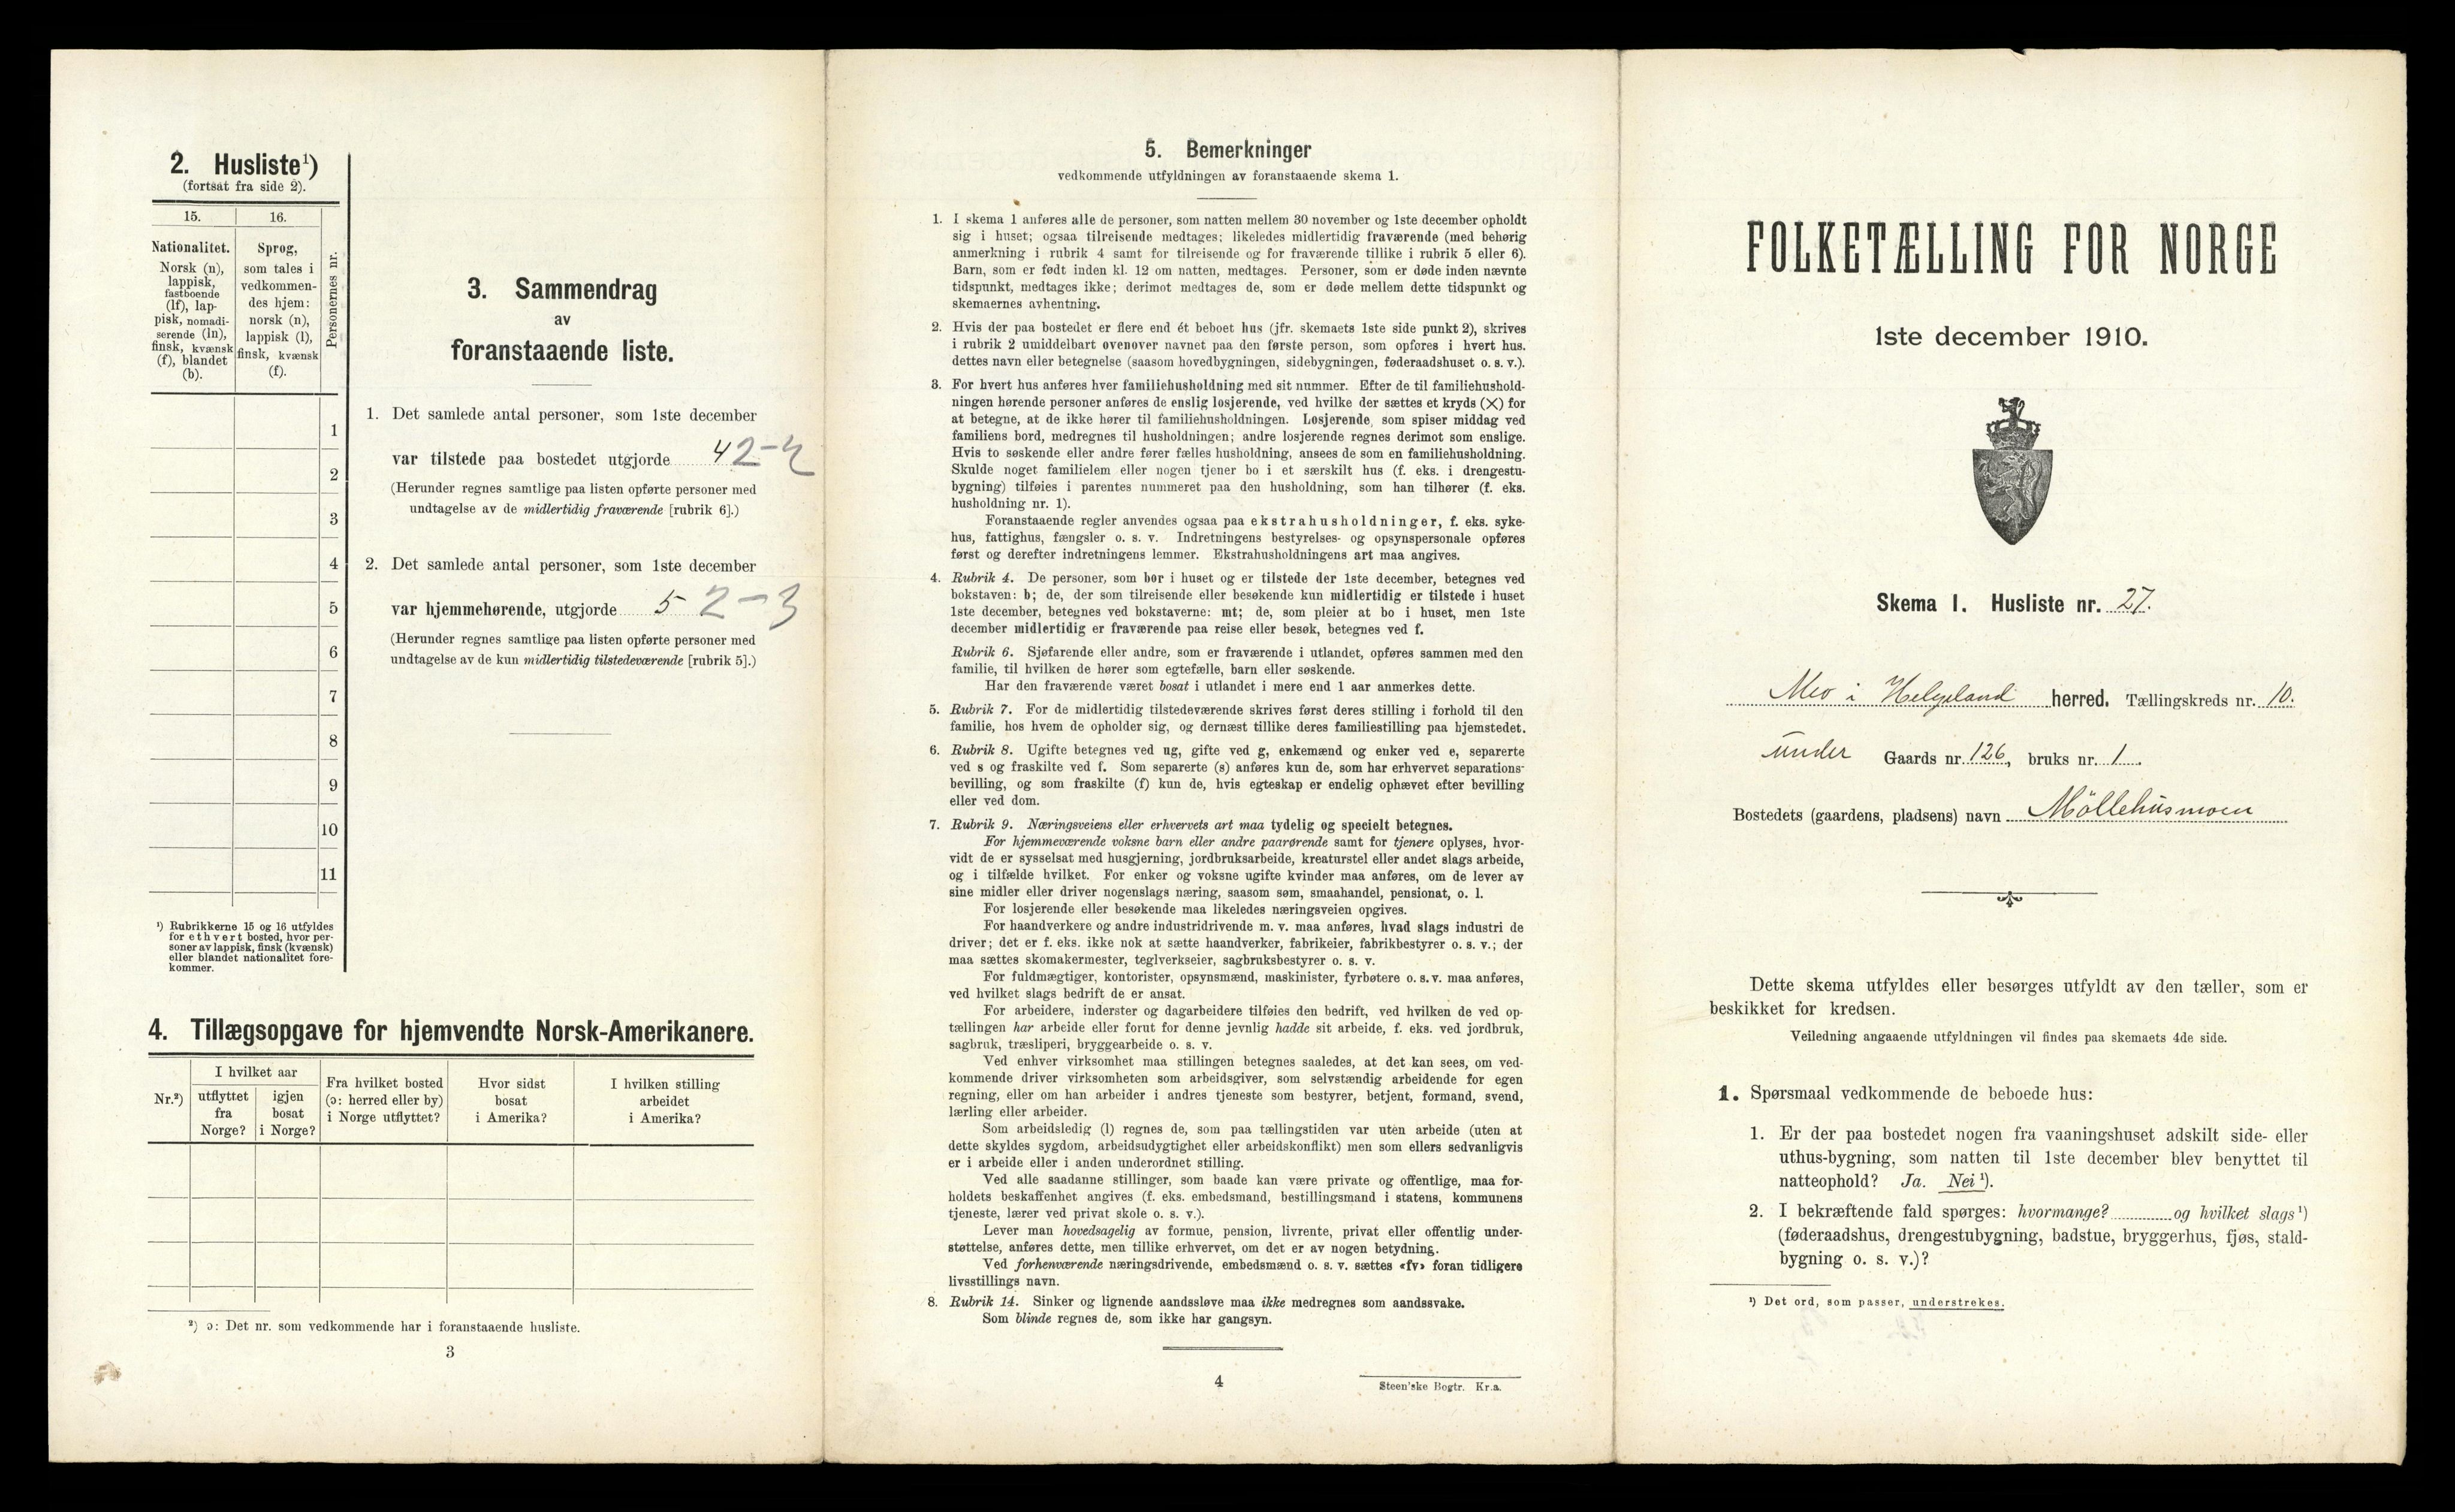 2. Husliste¹)
(fortsat fra side 2).
15.
16.
Personernes nr.
Nationalitet.
Norsk (n),
lappisk,
fastboende
(lf), lap-
pisk, nomadi-
serende (ln),
finsk, kvænsk
(f), blandet
(b).
Sprog,
som tales i
vedkommen-
des hjem:
norsk (n),
lappisk (l),
finsk, kvænsk
(f).
1
2
3
4
5
6
7
8
9
10
11
¹) Rubrikkerne 15 og 16 utfyldes
for ethvert bosted, hvor per-
soner av lappisk, finsk (kvænsk)
eller blandet nationalitet fore-
kommer.
3. Sammendrag
av
foranstaaende liste.
1. Det samlede antal personer, som 1ste december
var tilstede paa bostedet utgjorde 4 2-2
(Herunder regnes samtlige paa listen opførte personer med
undtagelse av de midlertidig fraværende [rubrik 6].)
2. Det samlede antal personer, som 1ste december
var hjemmehørende, utgjorde 5 2-3
(Herunder regnes samtlige paa listen opførte personer med
undtagelse av de kun midlertidig tilstedeværende [rubrik 5].)
4. Tillægsopgave for hjemvendte Norsk-Amerikanere.
Nr.²)
I hvilket aar
utflyttet
fra
Norge?
igjen
bosat
i Norge?
Fra hvilket bosted
(ɔ: herred eller by)
i Norge utflyttet?
Hvor sidst
bosat
i Amerika?
I hvilken stilling
arbeidet
i Amerika?
²) ɔ: Det nr. som vedkommende har i foranstaaende husliste.
3
5. Bemerkninger
vedkommende utfyldningen av foranstaaende skema 1.
1. I skema 1 anføres alle de personer, som natten mellem 30 november og 1ste december opholdt
sig i huset; ogsaa tilreisende medtages; likeledes midlertidig fraværende (med behørig
anmerkning i rubrik 4 samt for tilreisende og for fraværende tillike i rubrik 5 eller 6).
Barn, som er født inden kl. 12 om natten, medtages. Personer, som er døde inden nævnte
tidspunkt, medtages ikke; derimot medtages de, som er døde mellem dette tidspunkt og
skemaernes avhentning.
2. Hvis der paa bostedet er flere end ét beboet hus (jfr. skemaets 1ste side punkt 2), skrives
i rubrik 2 umiddelbart ovenover navnet paa den første person, som opføres i hvert hus.
dettes navn eller betegnelse (saasom hovedbygningen, sidebygningen, føderaadshuset o. s. v.).
3. For hvert hus anføres hver familiehusholdning med sit nummer. Efter de til familiehushold-
ningen hørende personer anføres de enslig losjerende, ved hvilke der sættes et kryds (✕) for
at betegne, at de ikke hører til familiehusholdningen. Losjerende, som spiser middag ved
familiens bord, medregnes til husholdningen; andre losjerende regnes derimot som enslige.
Hvis to søskende eller andre fører fælles husholdning, ansees de som en familiehusholdning.
Skulde noget familielem eller nogen tjener bo i et særskilt hus (f. eks. i drengestu-
bygning) tilføies i parentes nummeret paa den husholdning, som han tilhører (f. eks.
husholdning nr. 1).
Foranstaaende regler anvendes ogsaa paa ekstrahusholdninger, f. eks. syke-
hus, fattighus, fængsler o. s. v. Indretningens bestyrelses- og opsynspersonale opføres
først og derefter indretningens lemmer. Ekstrahusholdningens art maa angives.
4. Rubrik 4. De personer, som bor i huset og er tilstede der 1ste december, betegnes ved
bokstaven: b; de, der som tilreisende eller besøkende kun midlertidig er tilstede i huset
1ste december, betegnes ved bokstaverne: mt; de, som pleier at bo i huset, men 1ste
december midlertidig er fraværende paa reise eller besøk, betegnes ved f.
Rubrik 6. Sjøfarende eller andre, som er fraværende i utlandet, opføres sammen med den
familie, til hvilken de hører som egtefælle, barn eller søskende.
Har den fraværende været bosat i utlandet i mere end 1 aar anmerkes dette.
5. Rubrik 7. For de midlertidig tilstedeværende skrives først deres stilling i forhold til den
familie, hos hvem de opholder sig, og dernæst tillike deres familiestilling paa hjemstedet.
6. Rubrik 8. Ugifte betegnes ved ug, gifte ved g, enkemænd og enker ved e, separerte
ved s og fraskilte ved f. Som separerte (s) anføres kun de, som har erhvervet separations-
bevilling, og som fraskilte (f) kun de, hvis egteskap er endelig ophævet efter bevilling
eller ved dom.
7. Rubrik 9. Næringsveiens eller erhvervets art maa tydelig og specielt betegnes.
For hjemmeværende voksne barn eller andre paarørende samt for tjenere oplyses, hvor-
vidt de er sysselsat med husgjerning, jordbruksarbeide, kreaturstel eller andet slags arbeide,
og i tilfælde hvilket. For enker og voksne ugifte kvinder maa anføres, om de lever av
sine midler eller driver nogenslags næring, saasom søm, smaahandel, pensionat, o. l.
For losjerende eller besøkende maa likeledes næringsveien opgives.
For haandverkere og andre industridrivende m. v. maa anføres, hvad slags industri de
driver; det er f. eks. ikke nok at sætte haandverker, fabrikeier, fabrikbestyrer o. s. v.; der
maa sættes skomakermester, teglverkseier, sagbruksbestyrer o. s. v.
For fuldmægtiger, kontorister, opsynsmænd, maskinister, fyrbøtere o. s. v. maa anføres,
ved hvilket slags bedrift de er ansat.
For arbeidere, inderster og dagarbeidere tilføies den bedrift, ved hvilken de ved op-
tællingen har arbeide eller forut for denne jevnlig hadde sit arbeide, f. eks. ved jordbruk,
sagbruk, træsliperi, bryggearbeide o. s. v.
Ved enhver virksomhet maa stillingen betegnes saaledes, at det kan sees, om ved-
kommende driver virksomheten som arbeidsgiver, som selvstændig arbeidende for egen
regning, eller om han arbeider i andres tjeneste som bestyrer, betjent, formand, svend,
lærling eller arbeider.
Som arbeidsledig (l) regnes de, som paa tællingstiden var uten arbeide (uten at
dette skyldes sygdom, arbeidsudygtighet eller arbeidskonflikt) men som ellers sedvanligvis
er i arbeide eller i anden underordnet stilling.
Ved alle saadanne stillinger, som baade kan være private og offentlige, maa for-
holdets beskaffenhet angives (f. eks. embedsmand, bestillingsmand i statens, kommunens
tjeneste, lærer ved privat skole o. s. v.).
Lever man hovedsagelig av formue, pension, livrente, privat eller offentlig under-
støttelse, anføres dette, men tillike erhvervet, om det er av nogen betydning.
Ved forhenværende næringsdrivende, embedsmænd o. s. v. sættes «fv» foran tidligere
livsstillings navn.
8. Rubrik 14. Sinker og lignende aandssløve maa ikke medregnes som aandssvake.
Som blinde regnes de, som ikke har gangsyn.
4
Steen'ske Bogtr. Kr.a.
FOLKETÆLLING FOR NORGE
1ste december 1910.
Skema I. Husliste nr. 27.
Mo i Helgeland herred. Tællingskreds nr. 10.
under Gaards nr. 126, bruks nr. 1.
Bostedets (gaardens, pladsens) navn Möllehusmoen
Dette skema utfyldes eller besørges utfyldt av den tæller, som er
beskikket for kredsen.
Veiledning angaaende utfyldningen vil findes paa skemaets 4de side.
1. Spørsmaal vedkommende de beboede hus:
1. Er der paa bostedet nogen fra vaaningshuset adskilt side- eller
uthus-bygning, som natten til 1ste december blev benyttet til
natteophold? Ja. Nei ¹).
2. I bekræftende fald spørges: hvormange? og hvilket slags ¹)
(føderaadshus, drengestubygning, badstue, bryggerhus, fjøs, stald-
bygning o. s. v.)?
¹) Det ord, som passer, understrekes.